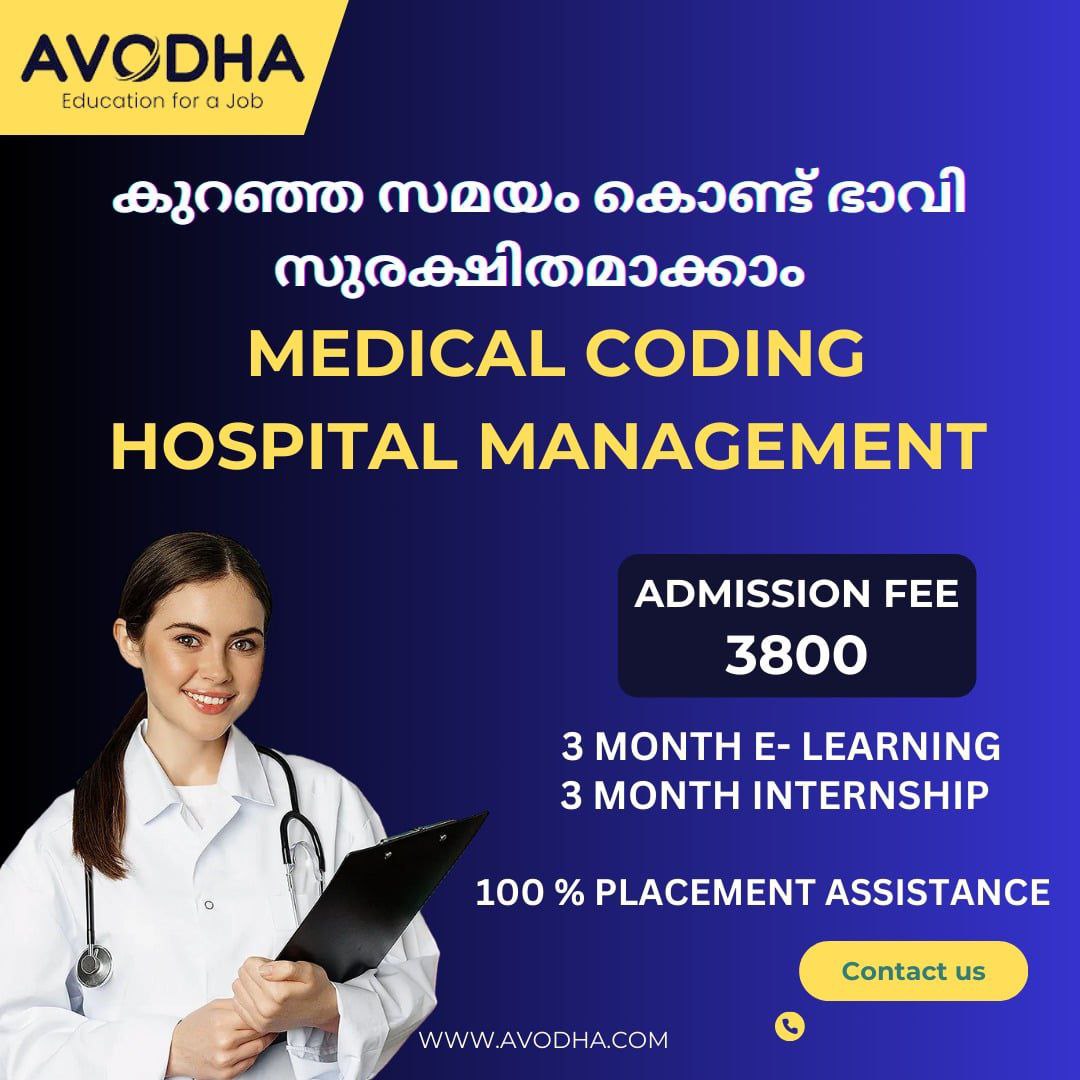 AVODHA
Education for a Job
കുറഞ്ഞ സമയം കൊണ്ട് ഭാവി
സുരക്ഷിതമാക്കാം
MEDICAL CODING
HOSPITAL MANAGEMENT
ADMISSION FEE
3800
3 MONTH E- LEARNING
3 MONTH INTERNSHIP
100 % PLACEMENT ASSISTANCE
Contact us
WWW.AVODHA.COM